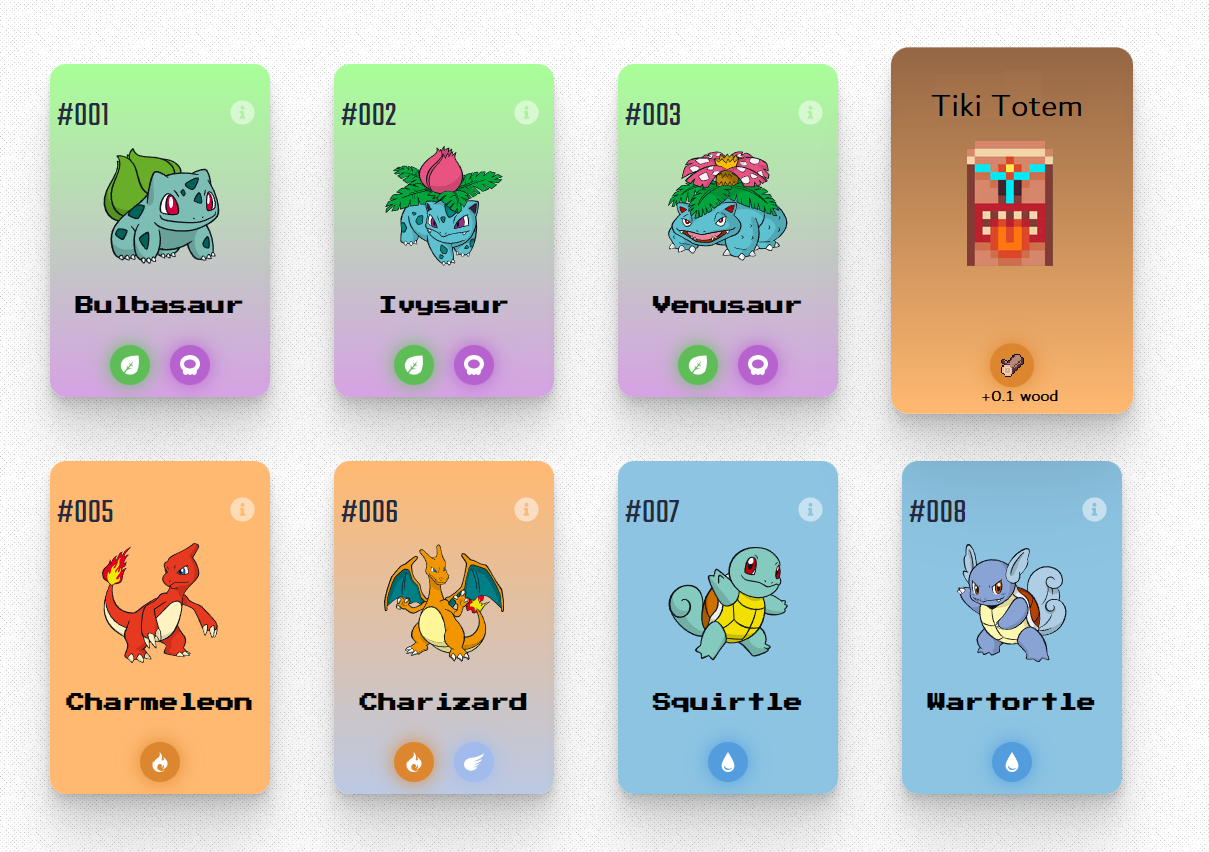 #001
#002
#003
Tiki Totem
Bulbasaur
Ivysaur
Venusaur
+0.1 wood
#005
#006
#007
#008
Charmeleon
Charizard
Squirtle
Wartortle